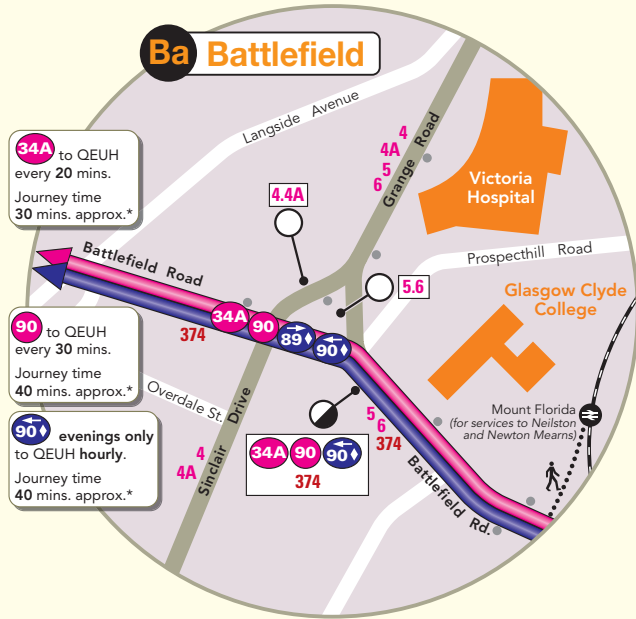 Ba Battlefield
Langside Avenue
Grange Road
4
4A
5
6
Victoria
Hospital
34A to QEUH
every 20 mins.
Journey time
30 mins. approx.*
4.4A
Prospecthill Road
Battlefield Road
5.6
Glasgow Clyde
College
34A 90 89 90
374
90 to QEUH
every 30 mins.
Journey time
40 mins. approx.*
Overdale St.
Mount Florida
(for services to Neilston
and Newton Mearns)
90 evenings only
to QEUH hourly.
Journey time
40 mins. approx.*
4
4A
Sinclair Drive
5
6
374
34A 90 90
374
Battlefield Rd.